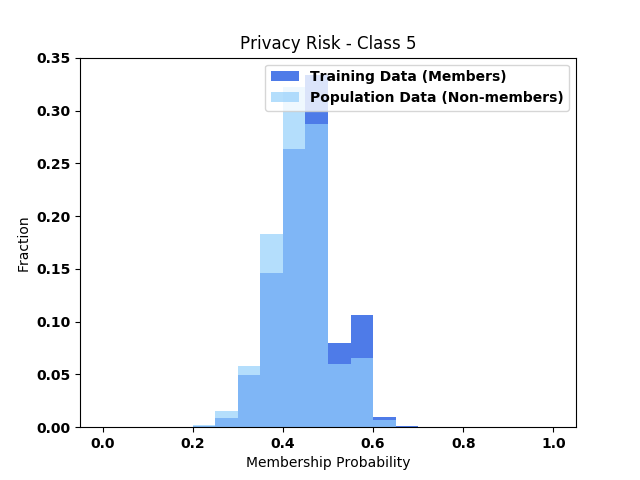 Privacy Risk - Class 5
Training Data (Members)
Population Data (Non-members)
Fraction
0.35
0.30
0.25
0.20
0.15
0.10
0.05
0.00
0.0 0.2 0.4 0.6 0.8 1.0
Membership Probability